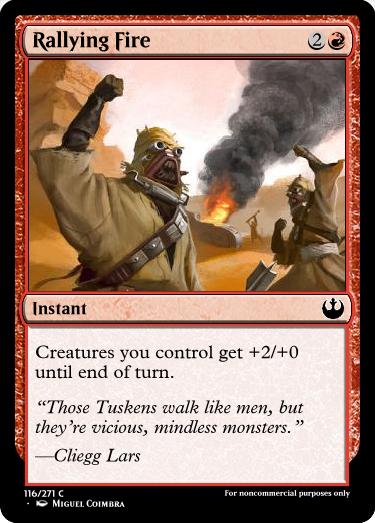 Rallying Fire 2
Instant
Creatures you control get +2/+0
until end of turn.
“Those Tuskens walk like men, but
they’re vicious, mindless monsters.”
—Cliegg Lars
116/271 C
For noncommercial purposes only
· Miguel Coimbra